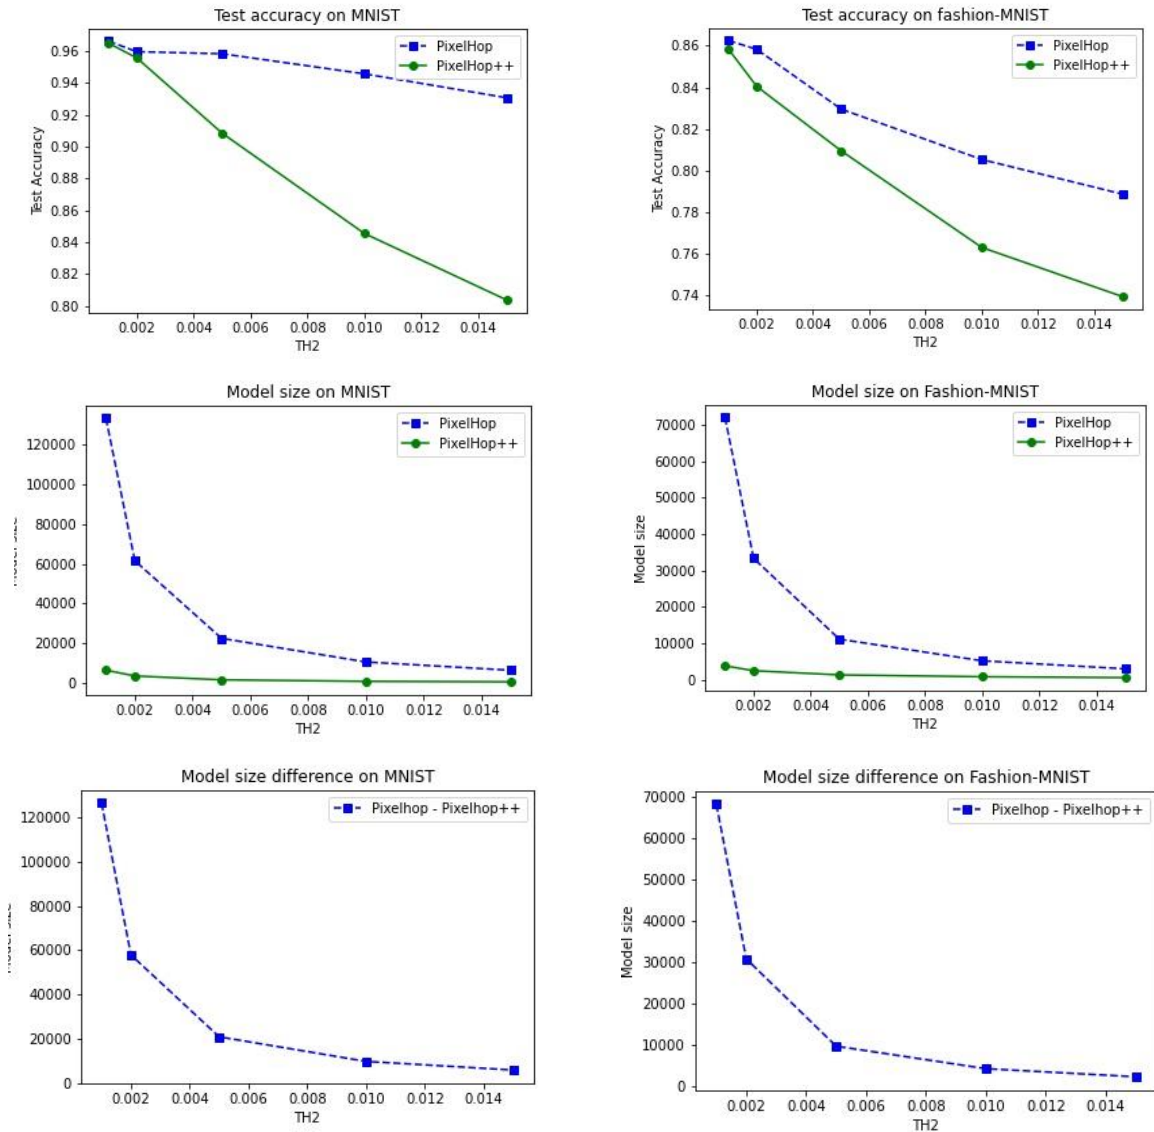 Test accuracy on MNIST
PixelHop
PixelHop++
0.96
0.94
0.92
0.90
0.88
0.86
0.84
0.82
0.80
Test Accuracy
0.002 0.004 0.006 0.008 0.010 0.012 0.014
TH2
Test accuracy on fashion-MNIST
PixelHop
PixelHop++
0.86
0.84
0.82
0.80
0.78
0.76
0.74
Test Accuracy
0.002 0.004 0.006 0.008 0.010 0.012 0.014
TH2
Model size on MNIST
PixelHop
PixelHop++
120000
100000
80000
60000
40000
20000
0
0.002 0.004 0.006 0.008 0.010 0.012 0.014
TH2
Model size on Fashion-MNIST
PixelHop
PixelHop++
70000
60000
50000
40000
30000
20000
10000
0
Model size
0.002 0.004 0.006 0.008 0.010 0.012 0.014
TH2
Model size difference on MNIST
Pixelhop - Pixelhop++
120000
100000
80000
60000
40000
20000
0
0.002 0.004 0.006 0.008 0.010 0.012 0.014
TH2
Model size difference on Fashion-MNIST
Pixelhop - Pixelhop++
70000
60000
50000
40000
30000
20000
10000
0
Model size
0.002 0.004 0.006 0.008 0.010 0.012 0.014
TH2